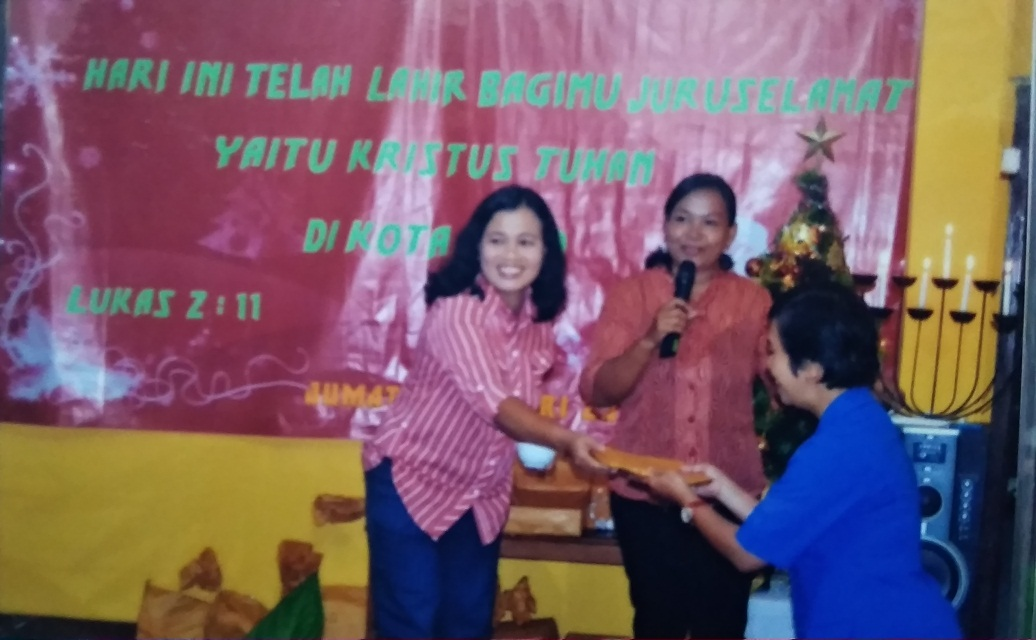 HARI INI TELAH LAHIR BAGIMU JURUSELAMAT
YAITU KRISTUS TUHAN
DI KOTA
LUKAS 2 : 11